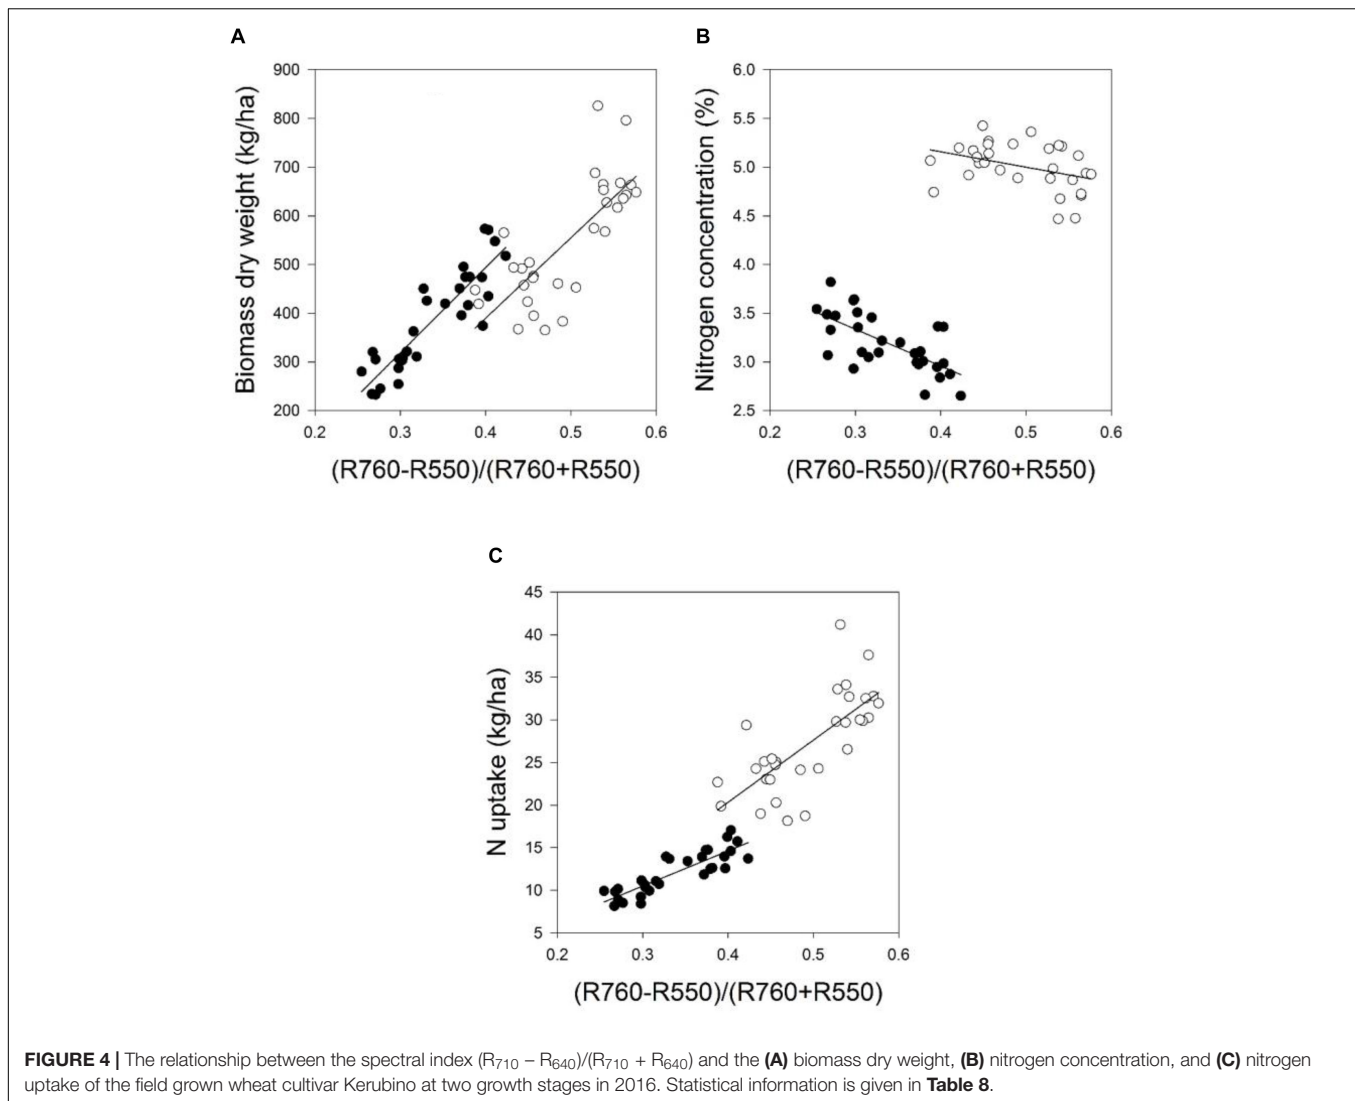 A
900
800
700
600
500
400
300
200
0.2 0.3 0.4 0.5 0.6
Biomass dry weight (kg/ha)
(R760-R550)/(R760+R550)
B
6.0
5.5
5.0
4.5
4.0
3.5
3.0
2.5
0.2 0.3 0.4 0.5 0.6
Nitrogen concentration (%)
(R760-R550)/(R760+R550)
C
45
40
35
30
25
20
15
10
5
0.2 0.3 0.4 0.5 0.6
N uptake (kg/ha)
(R760-R550)/(R760+R550)
FIGURE 4 | The relationship between the spectral index (R710 − R640)/(R710 + R640) and the (A) biomass dry weight, (B) nitrogen concentration, and (C) nitrogen
uptake of the field grown wheat cultivar Kerubino at two growth stages in 2016. Statistical information is given in Table 8.